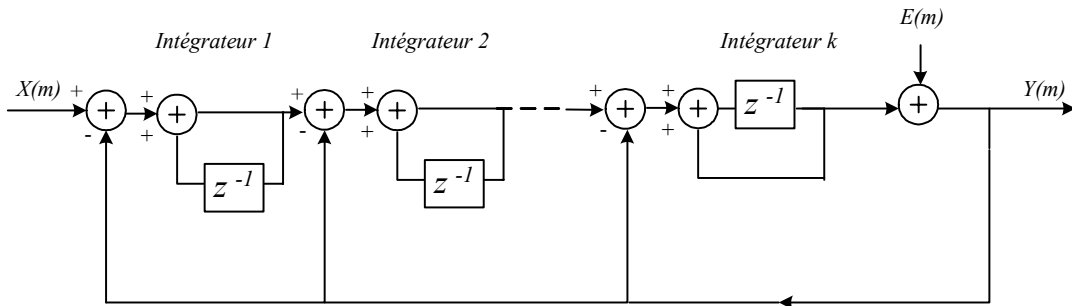 E(m)
Intégrateur 1 Intégrateur 2 Intégrateur k
X(m) Y(m)
+ + + + + + + + +
+ + + + + + +
z⁻¹
- + - + - +
z⁻¹ z⁻¹